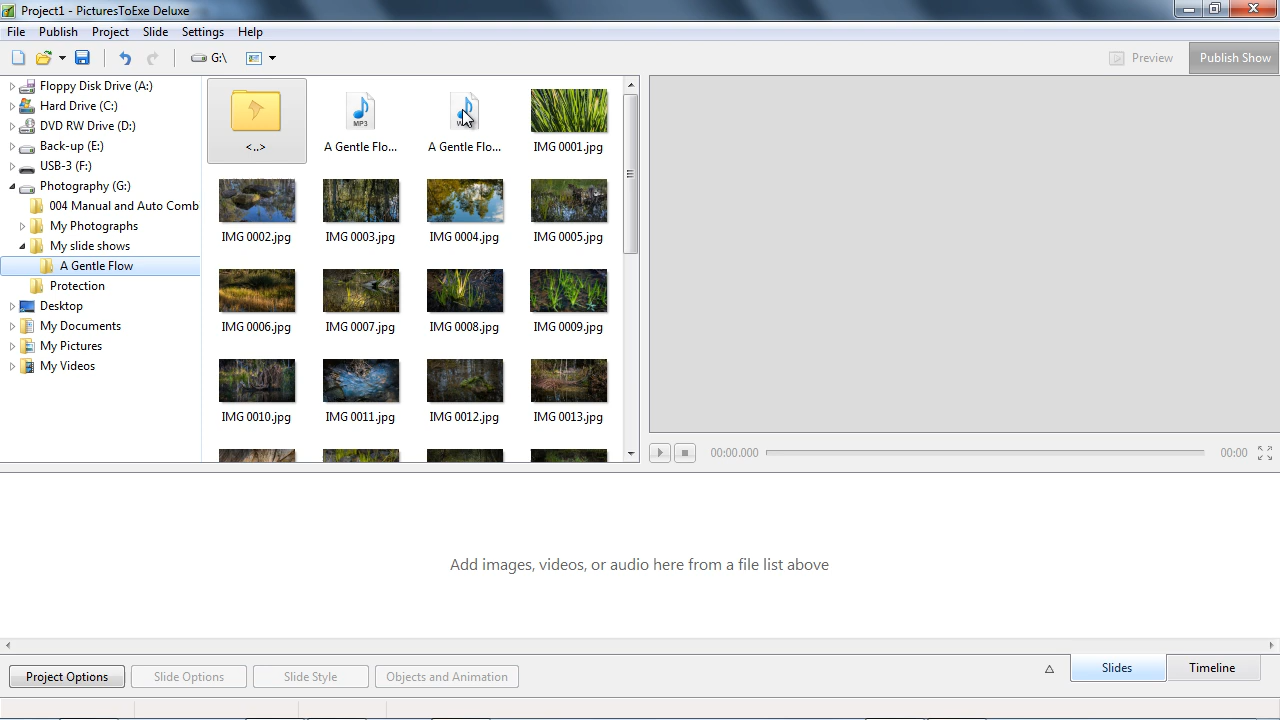 Project1 - PicturesToExe Deluxe
File Publish Project Slide Settings Help
G:\ Preview Publish Show
Floppy Disk Drive (A:)
Hard Drive (C:)
DVD RW Drive (D:)
Back-up (E:)
USB-3 (F:)
Photography (G:)
004 Manual and Auto Comb
My Photographs
My slide shows
A Gentle Flow
Protection
Desktop
My Documents
My Pictures
My Videos
MP3
<..> A Gentle Flo... A Gentle Flo... IMG 0001.jpg
IMG 0002.jpg IMG 0003.jpg IMG 0004.jpg IMG 0005.jpg
IMG 0006.jpg IMG 0007.jpg IMG 0008.jpg IMG 0009.jpg
IMG 0010.jpg IMG 0011.jpg IMG 0012.jpg IMG 0013.jpg
00:00.000 00:00
Add images, videos, or audio here from a file list above
Project Options Slide Options Slide Style Objects and Animation Slides Timeline